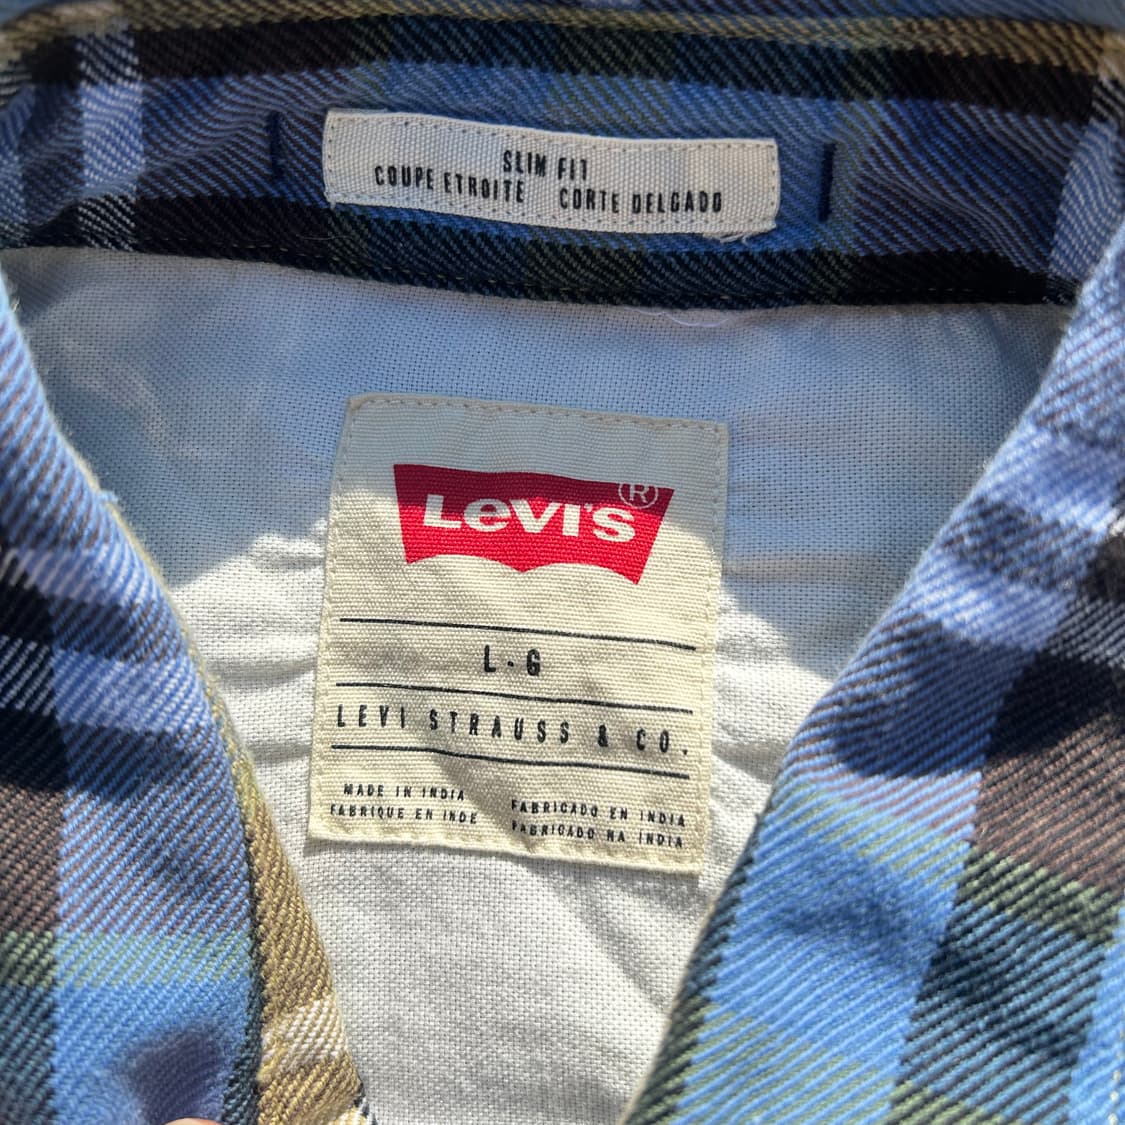 SLIM FIT
COUPE ETROITE CORTE DELGADO
LEVI'S®
L·G
LEVI STRAUSS & CO.
MADE IN INDIA
FABRIQUE EN INDE
FABRICADO EN INDIA
FABRICADO NA INDIA